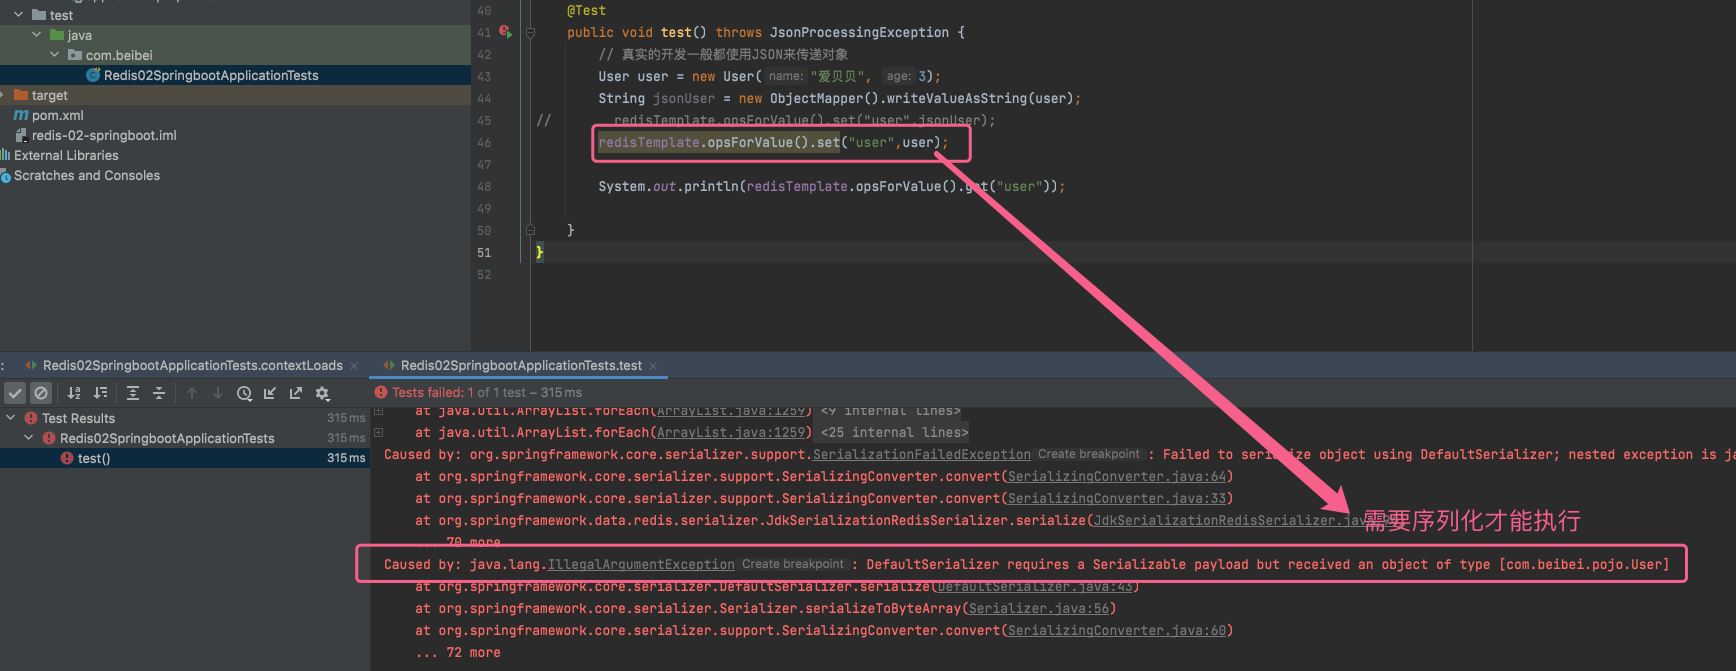 test
java
com.beibei
Redis02SpringbootApplicationTests
target
pom.xml
redis-02-springboot.iml
External Libraries
Scratches and Consoles
40 @Test
41 public void test() throws JsonProcessingException {
42 // 真实的开发一般都使用JSON来传递对象
43 User user = new User( name: "爱贝贝", age: 3);
44 String jsonUser = new ObjectMapper().writeValueAsString(user);
45 // redisTemplate.opsForValue().set("user",jsonUser);
46 redisTemplate.opsForValue().set("user",user);
47
48 System.out.println(redisTemplate.opsForValue().get("user"));
49
50 }
51 }
52
: Redis02SpringbootApplicationTests.contextLoads × Redis02SpringbootApplicationTests.test ×
Tests failed: 1 of 1 test – 315 ms
Test Results 315 ms
Redis02SpringbootApplicationTests 315 ms
test() 315 ms
at java.util.ArrayList.forEach(ArrayList.java:1259) <9 internal lines>
at java.util.ArrayList.forEach(ArrayList.java:1259) <25 internal lines>
Caused by: org.springframework.core.serializer.support.SerializationFailedException Create breakpoint : Failed to serialize object using DefaultSerializer; nested exception is ja
at org.springframework.core.serializer.support.SerializingConverter.convert(SerializingConverter.java:64)
at org.springframework.core.serializer.support.SerializingConverter.convert(SerializingConverter.java:33)
at org.springframework.data.redis.serializer.JdkSerializationRedisSerializer.serialize(JdkSerializationRedisSerializer.java
需要序列化才能执行
... 70 more
Caused by: java.lang.IllegalArgumentException Create breakpoint : DefaultSerializer requires a Serializable payload but received an object of type [com.beibei.pojo.User]
at org.springframework.core.serializer.DefaultSerializer.serialize(DefaultSerializer.java:43)
at org.springframework.core.serializer.Serializer.serializeToByteArray(Serializer.java:56)
at org.springframework.core.serializer.support.SerializingConverter.convert(SerializingConverter.java:60)
... 72 more